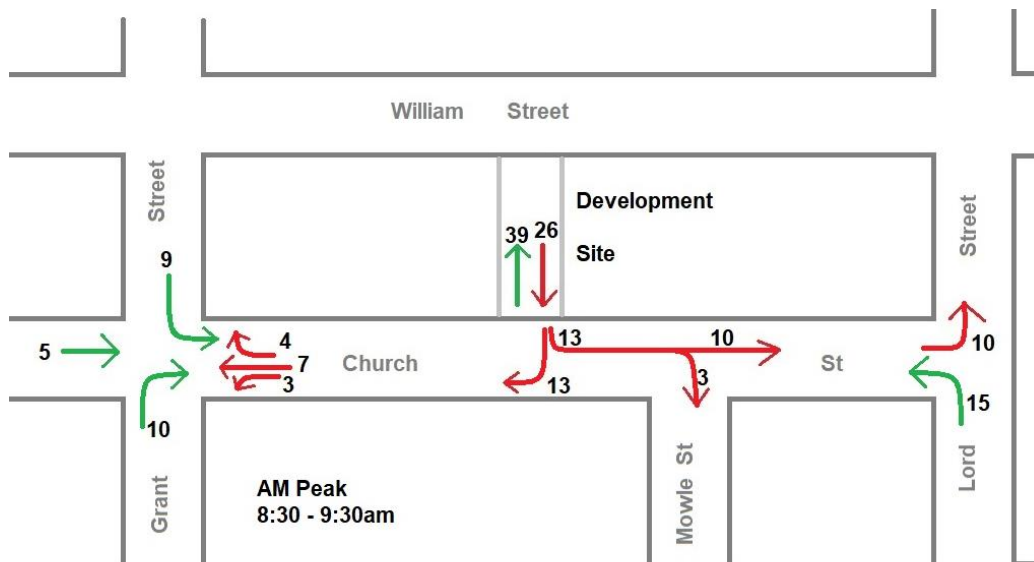 William Street
Street
Development
Site
Street
39 26
9
5
4
7
3
Church
13
10
St
10
13
3
10
15
AM Peak
8:30 - 9:30am
Grant
Mowle St
Lord